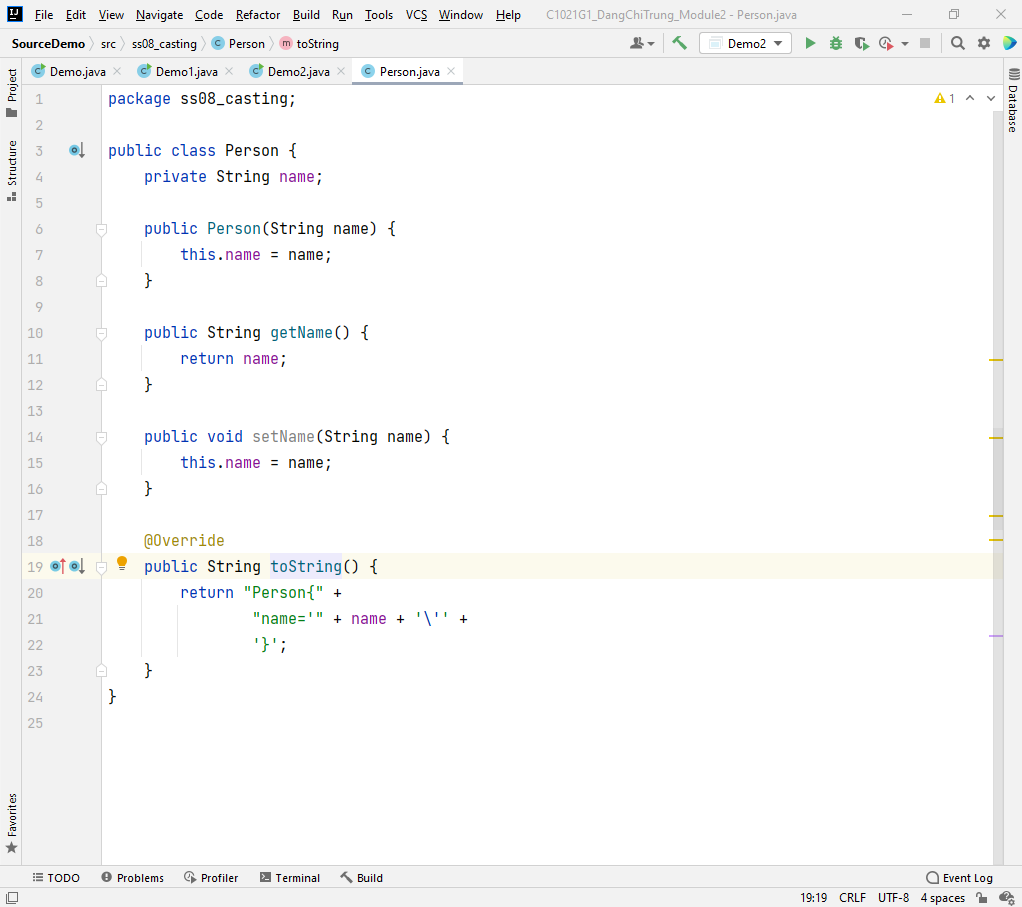 File Edit View Navigate Code Refactor Build Run Tools VCS Window Help C1021G1_DangChiTrung_Module2 - Person.java
SourceDemo src ss08_casting Person toString Demo2
Demo.java Demo1.java Demo2.java Person.java
Project
Structure
Favorites
Database
1 package ss08_casting; 1
2
3 public class Person {
4 private String name;
5
6 public Person(String name) {
7 this.name = name;
8 }
9
10 public String getName() {
11 return name;
12 }
13
14 public void setName(String name) {
15 this.name = name;
16 }
17
18 @Override
19 public String toString() {
20 return "Person{" +
21 "name='" + name + '\'' +
22 '}';
23 }
24 }
25
TODO Problems Profiler Terminal Build Event Log
19:19 CRLF UTF-8 4 spaces